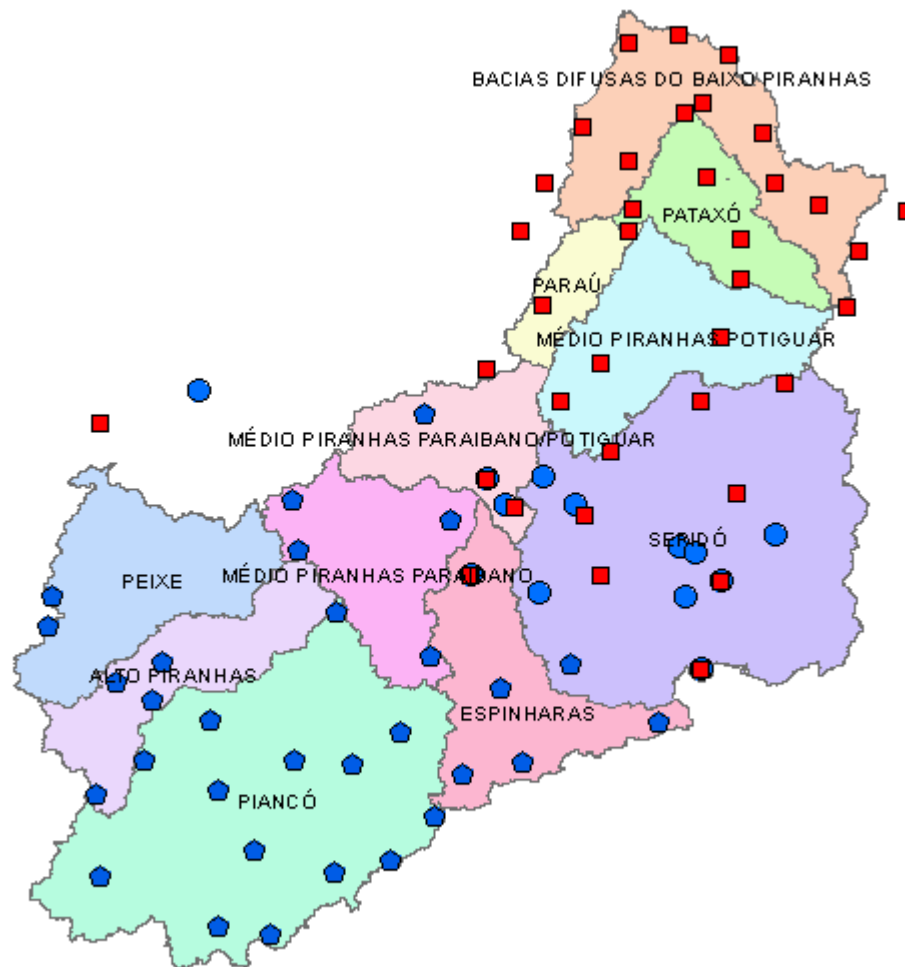 BACIAS DIFUSAS DO BAIXO PIRANHAS
PATAXÓ
PARAÚ
MÉDIO PIRANHAS POTIGUAR
MÉDIO PIRANHAS PARAIBANO/POTIGUAR
SERIDÓ
PEIXE
MÉDIO PIRANHAS PARAIBANO
ALTO PIRANHAS
ESPINHARAS
PIANCÓ